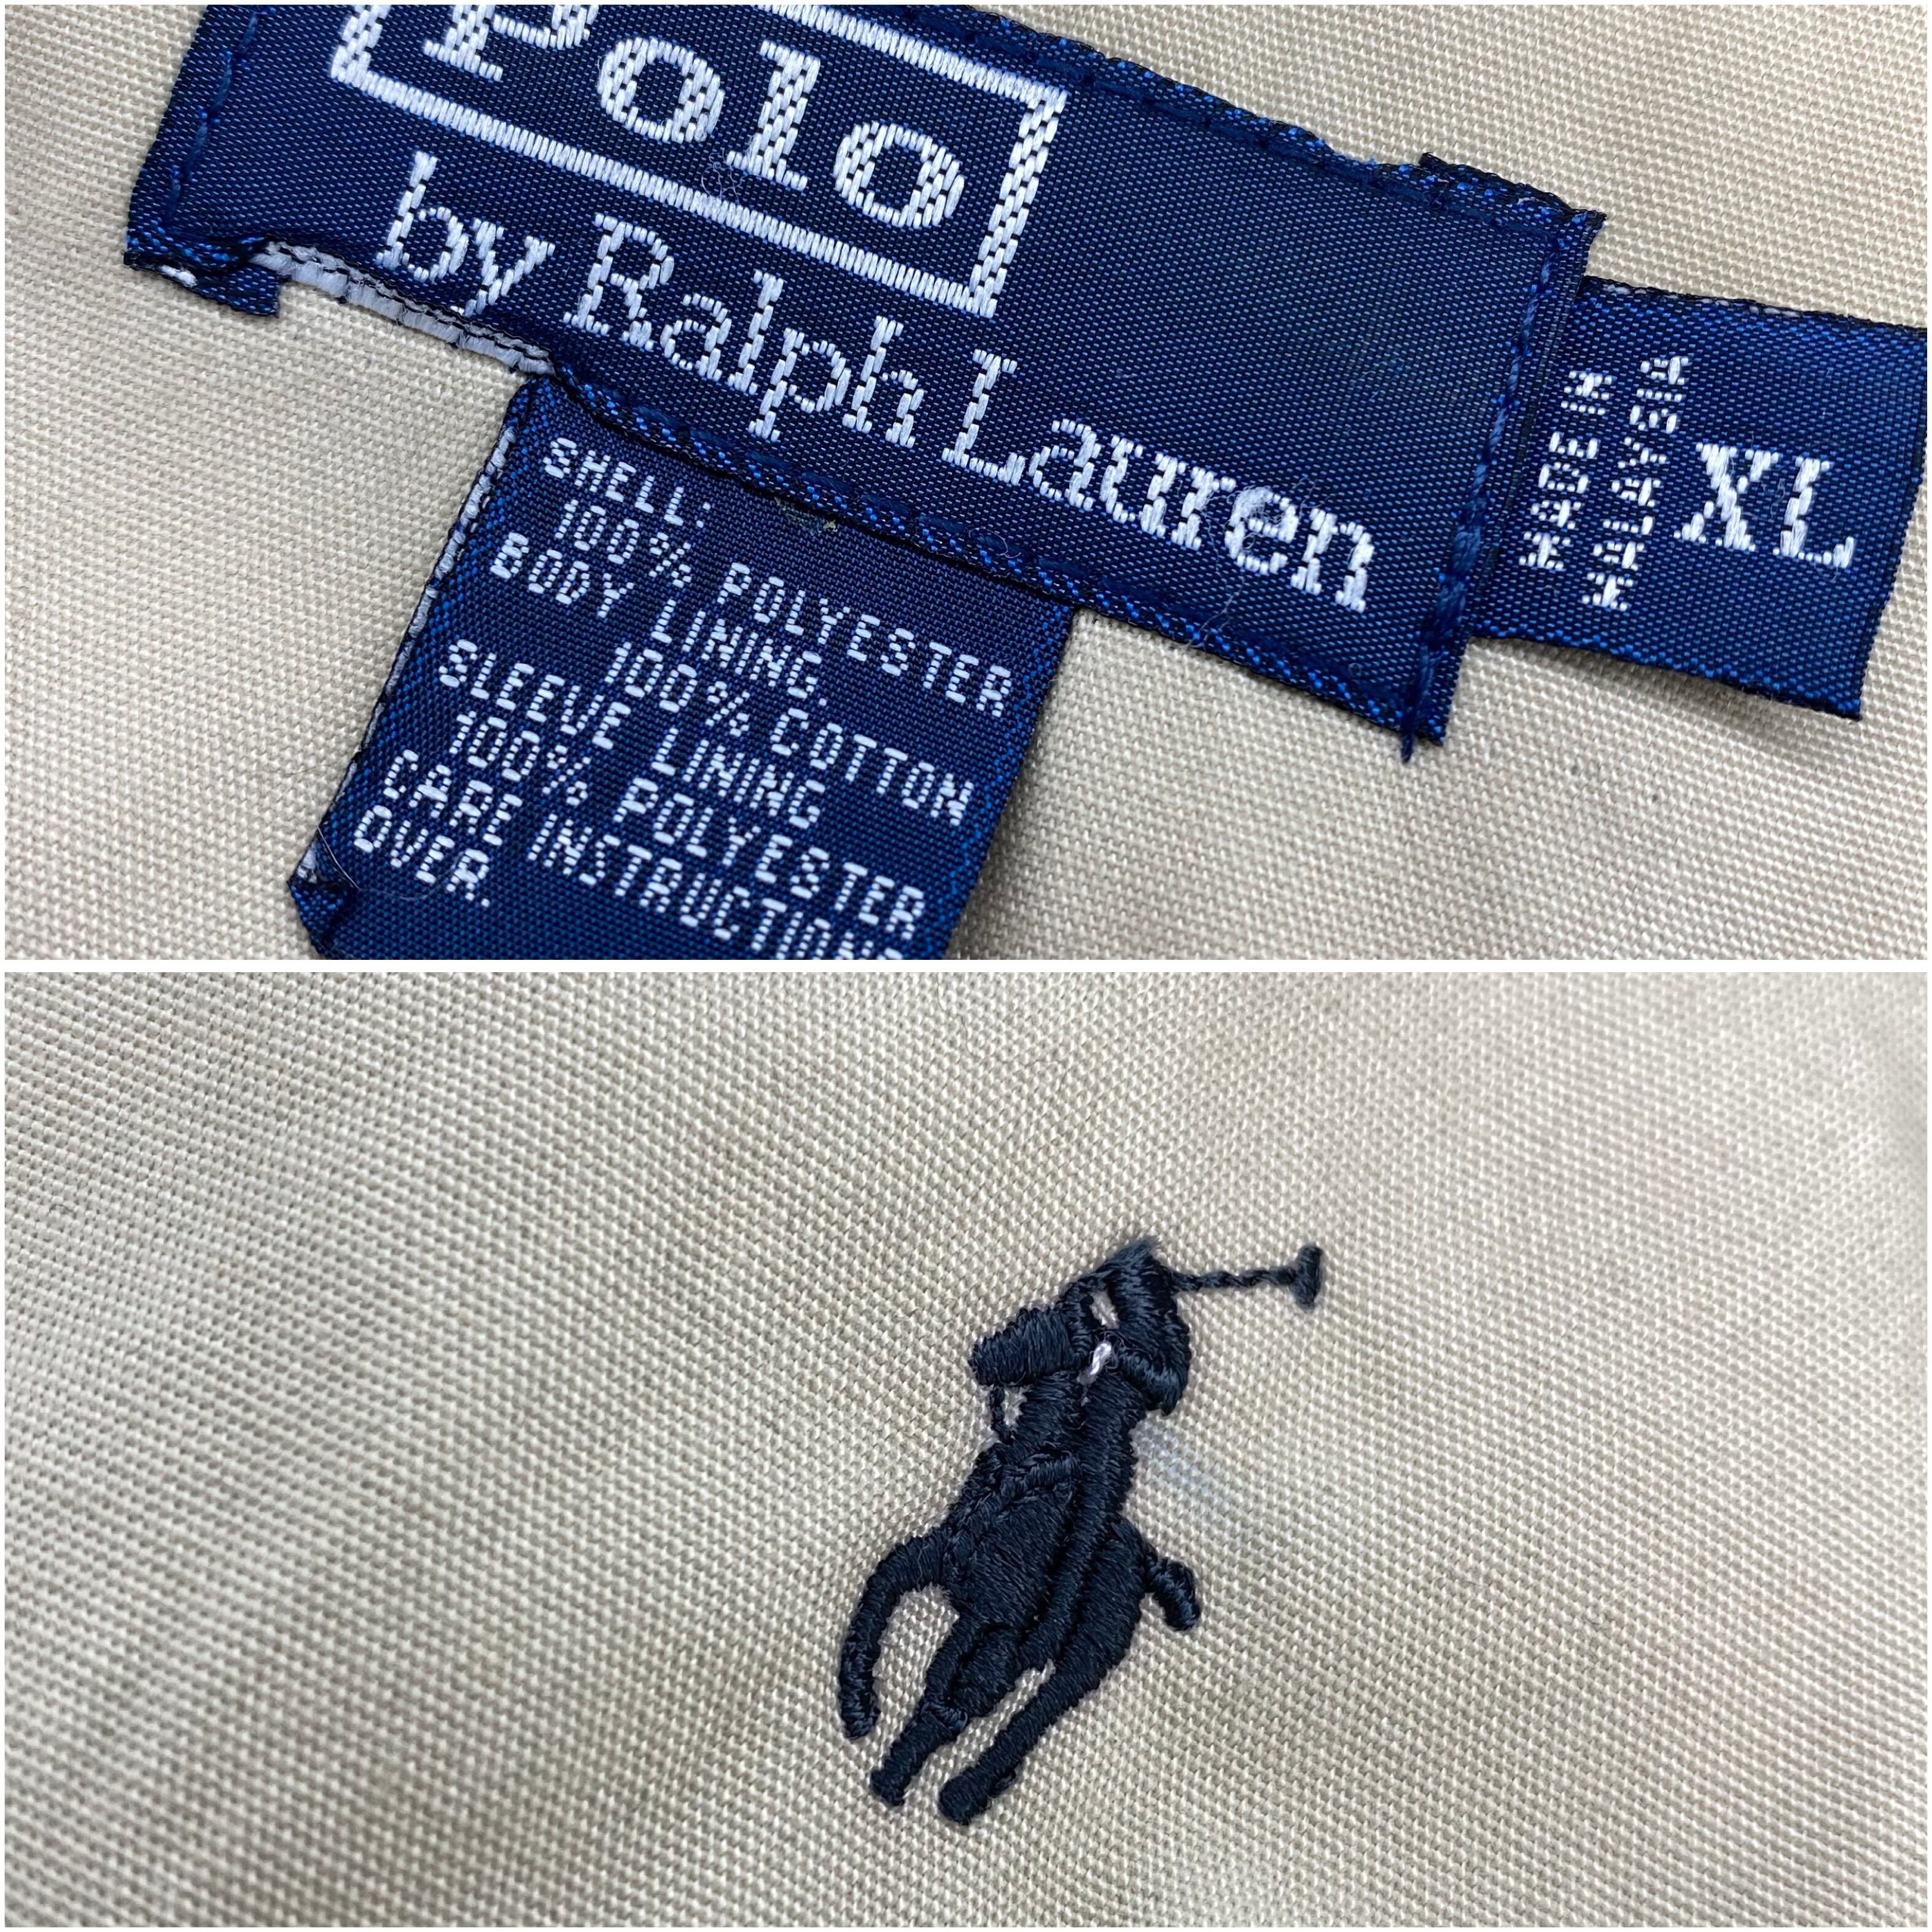 Polo
by Ralph Lauren
MADE IN
MALAYSIA
XL
SHELL:
100% POLYESTER
BODY LINING:
100% COTTON
SLEEVE LINING
100% POLYESTER
CARE INSTRUCTIONS
OVER.